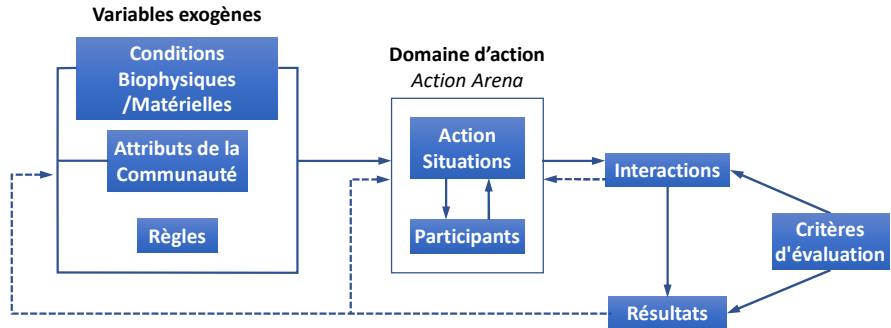 Variables exogènes
Conditions
Biophysiques
/Matérielles
Attributs de la
Communauté
Règles
Domaine d’action
Action Arena
Action
Situations
Participants
Interactions
Résultats
Critères
d'évaluation